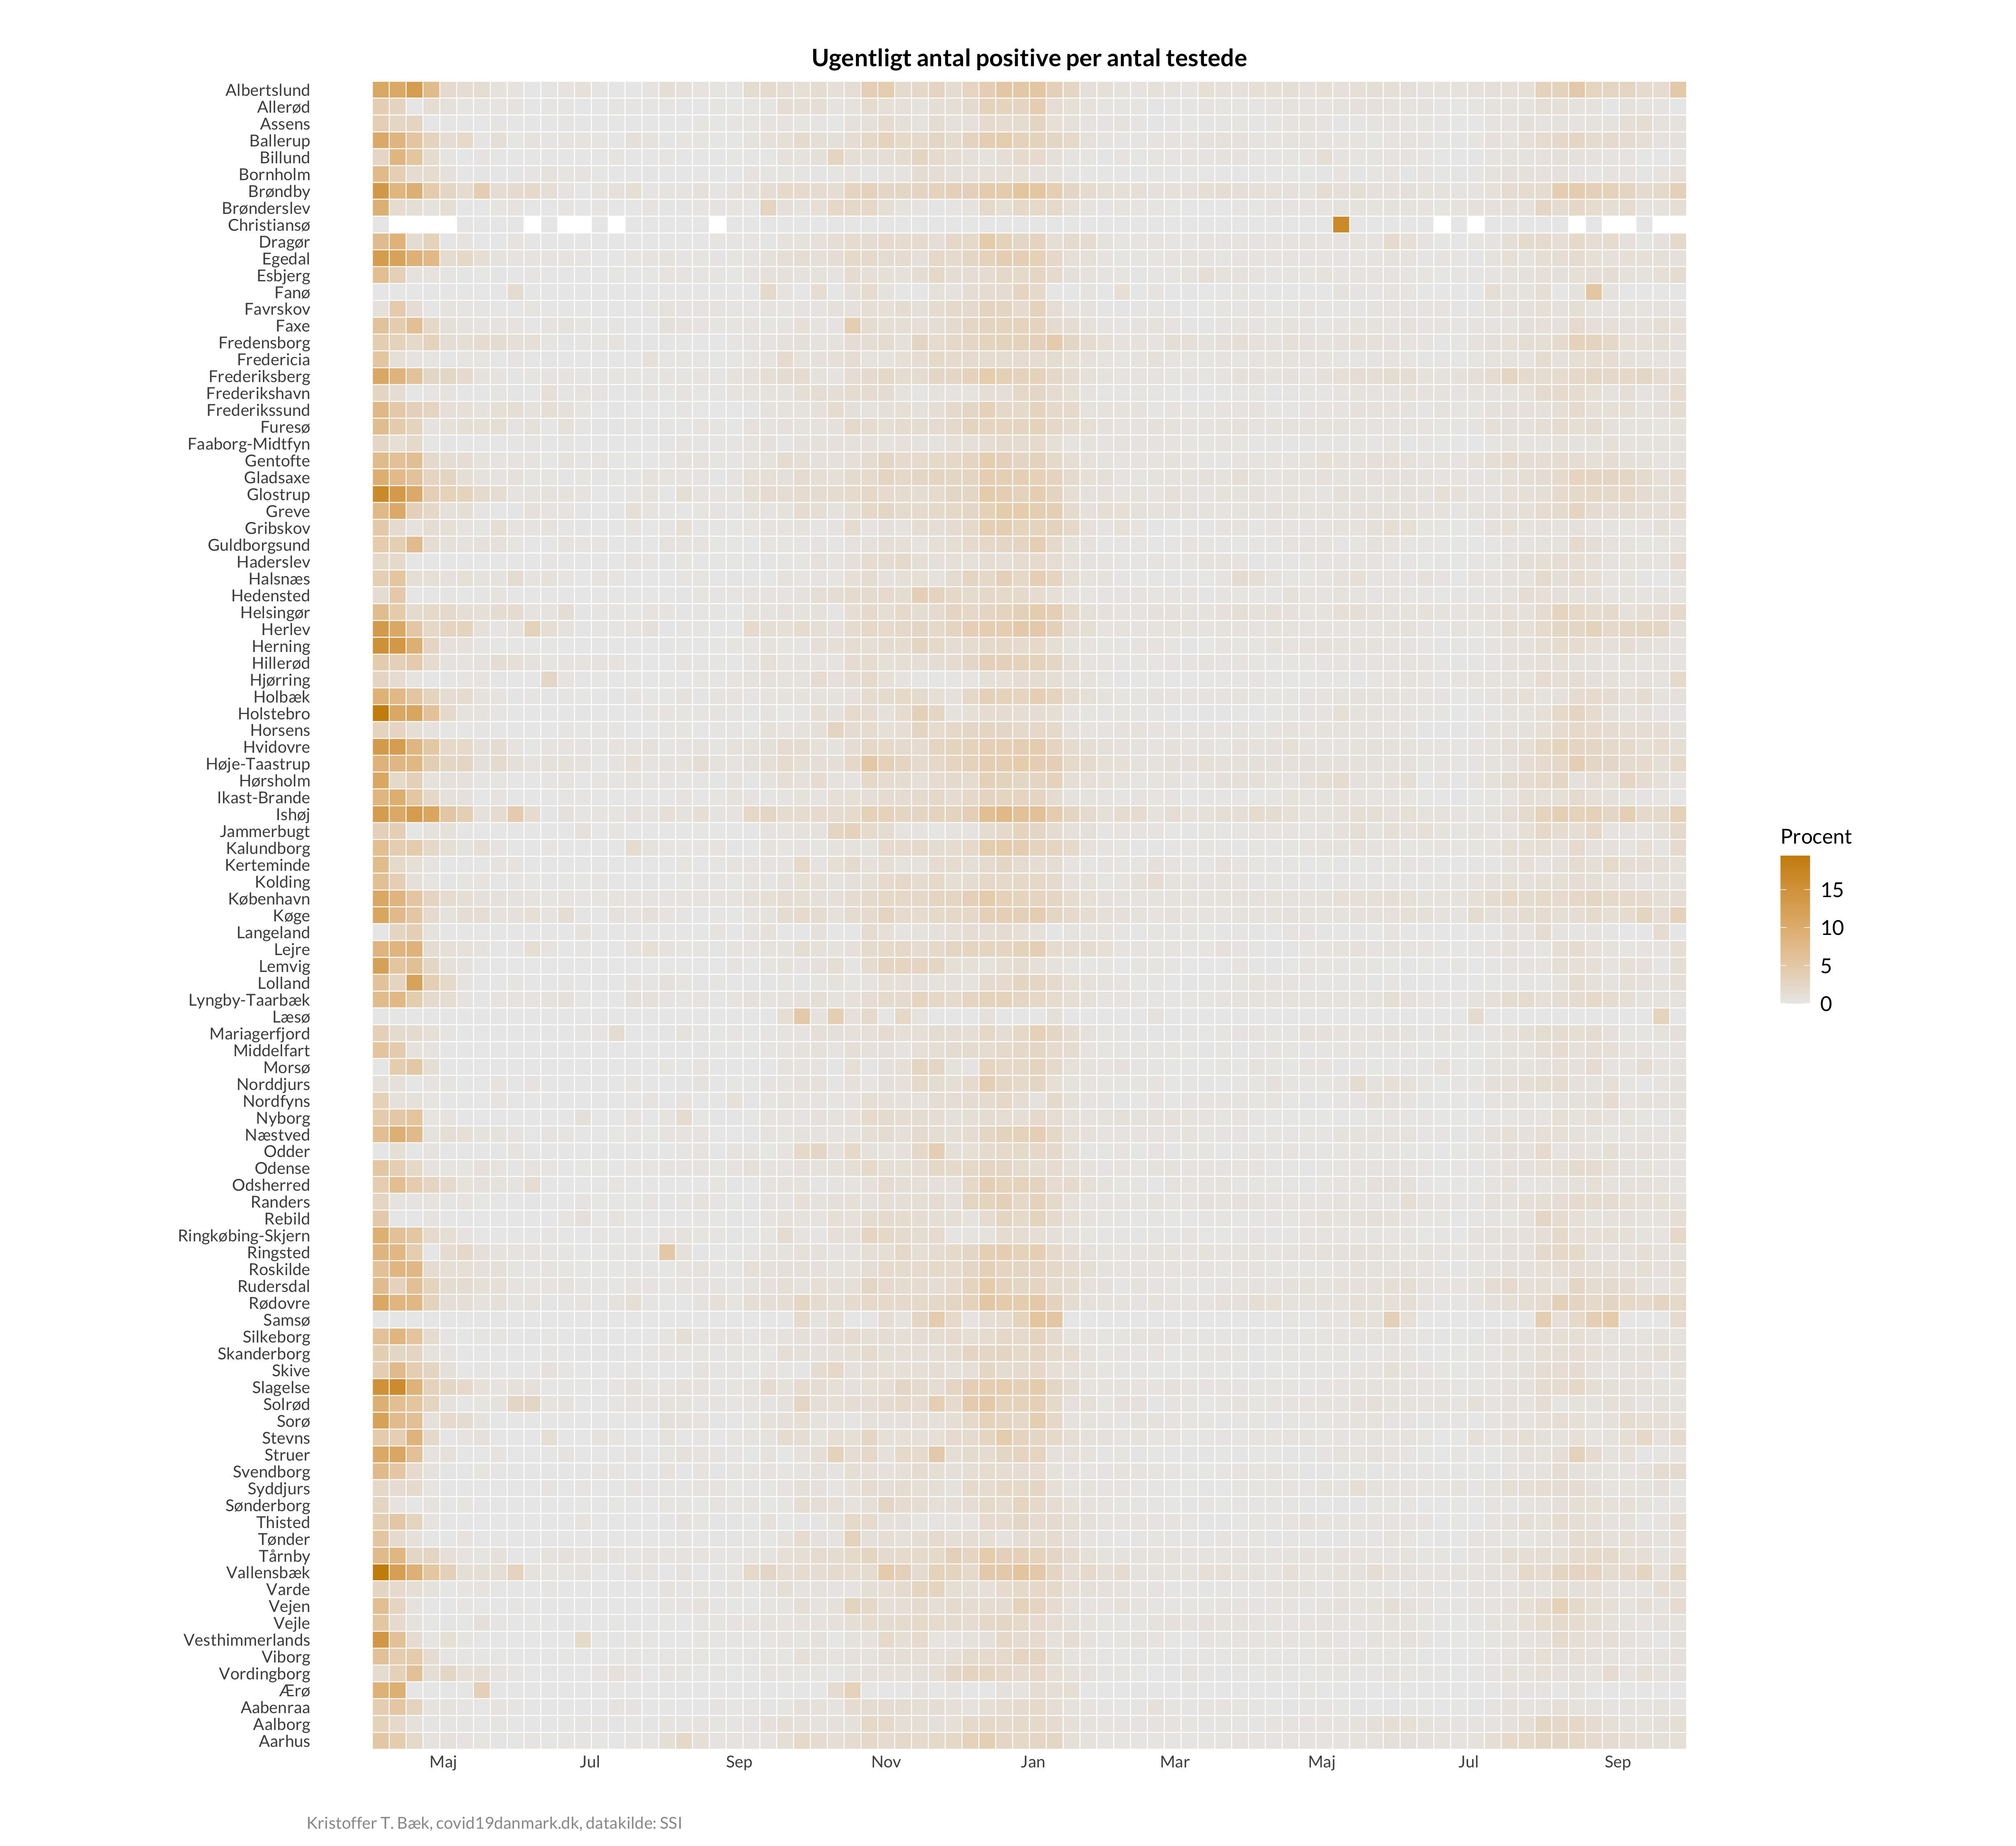 Ugentligt antal positive per antal testede
Albertslund
Allerød
Assens
Ballerup
Billund
Bornholm
Brøndby
Brønderslev
Christiansø
Dragør
Egedal
Esbjerg
Fanø
Favrskov
Faxe
Fredensborg
Fredericia
Frederiksberg
Frederikshavn
Frederikssund
Furesø
Faaborg-Midtfyn
Gentofte
Gladsaxe
Glostrup
Greve
Gribskov
Guldborgsund
Haderslev
Halsnæs
Hedensted
Helsingør
Herlev
Herning
Hillerød
Hjørring
Holbæk
Holstebro
Horsens
Hvidovre
Høje-Taastrup
Hørsholm
Ikast-Brande
Ishøj
Jammerbugt
Kalundborg
Kerteminde
Kolding
København
Køge
Langeland
Lejre
Lemvig
Lolland
Lyngby-Taarbæk
Læsø
Mariagerfjord
Middelfart
Morsø
Norddjurs
Nordfyns
Nyborg
Næstved
Odder
Odense
Odsherred
Randers
Rebild
Ringkøbing-Skjern
Ringsted
Roskilde
Rudersdal
Rødovre
Samsø
Silkeborg
Skanderborg
Skive
Slagelse
Solrød
Sorø
Stevns
Struer
Svendborg
Syddjurs
Sønderborg
Thisted
Tønder
Tårnby
Vallensbæk
Varde
Vejen
Vejle
Vesthimmerlands
Viborg
Vordingborg
Ærø
Aabenraa
Aalborg
Aarhus
Maj Jul Sep Nov Jan Mar Maj Jul Sep
Procent
15
10
5
0
Kristoffer T. Bæk, covid19danmark.dk, datakilde: SSI